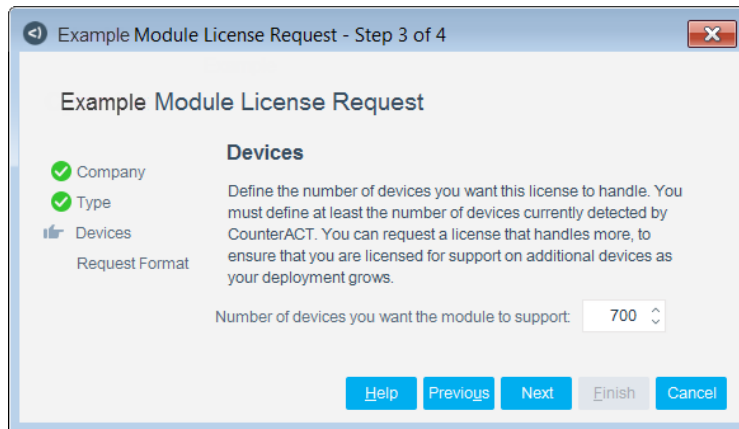 Example Module License Request - Step 3 of 4
Example Module License Request
Company
Type
Devices
Request Format
Devices
Define the number of devices you want this license to handle. You
must define at least the number of devices currently detected by
CounterACT. You can request a license that handles more, to
ensure that you are licensed for support on additional devices as
your deployment grows.
Number of devices you want the module to support: 700
Help Previous Next Finish Cancel